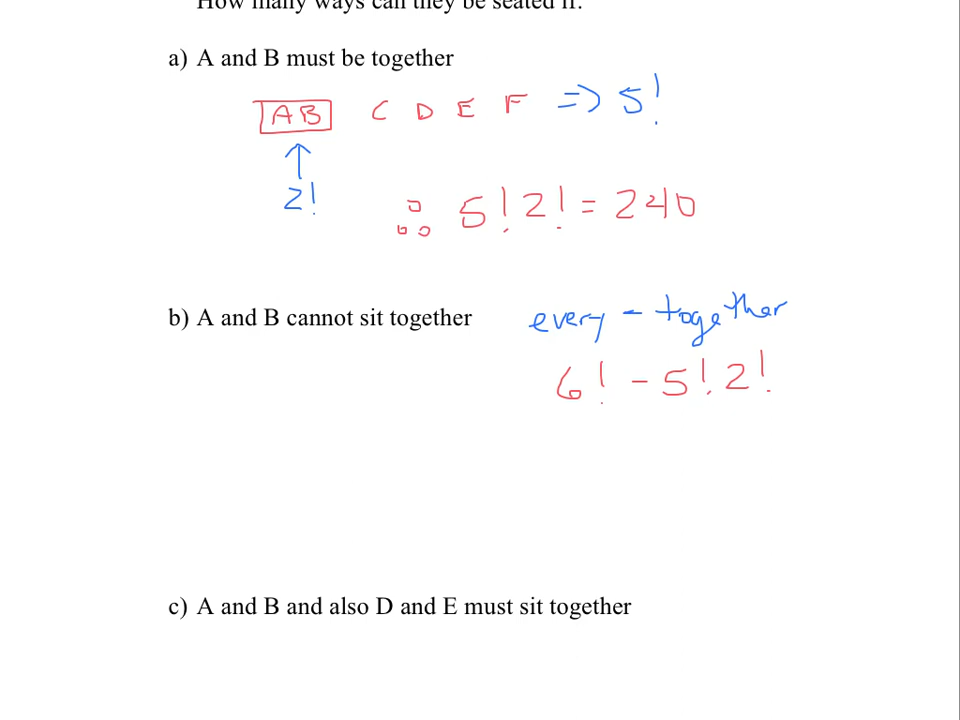 How many ways can they be seated if:
a) A and B must be together
AB C D E F => 5!
↑
2!
∴ 5!2! = 240
b) A and B cannot sit together every - together
6! - 5!2!
c) A and B and also D and E must sit together